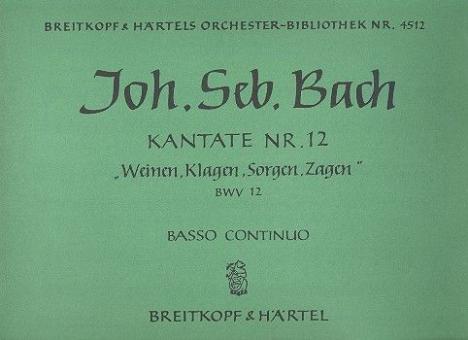 BREITKOPF & HÄRTELS ORCHESTER-BIBLIOTHEK NR. 4512
Joh. Seb. Bach
KANTATE NR. 12
„Weinen, Klagen, Sorgen, Zagen"
BWV 12
BASSO CONTINUO
BREITKOPF & HÄRTEL